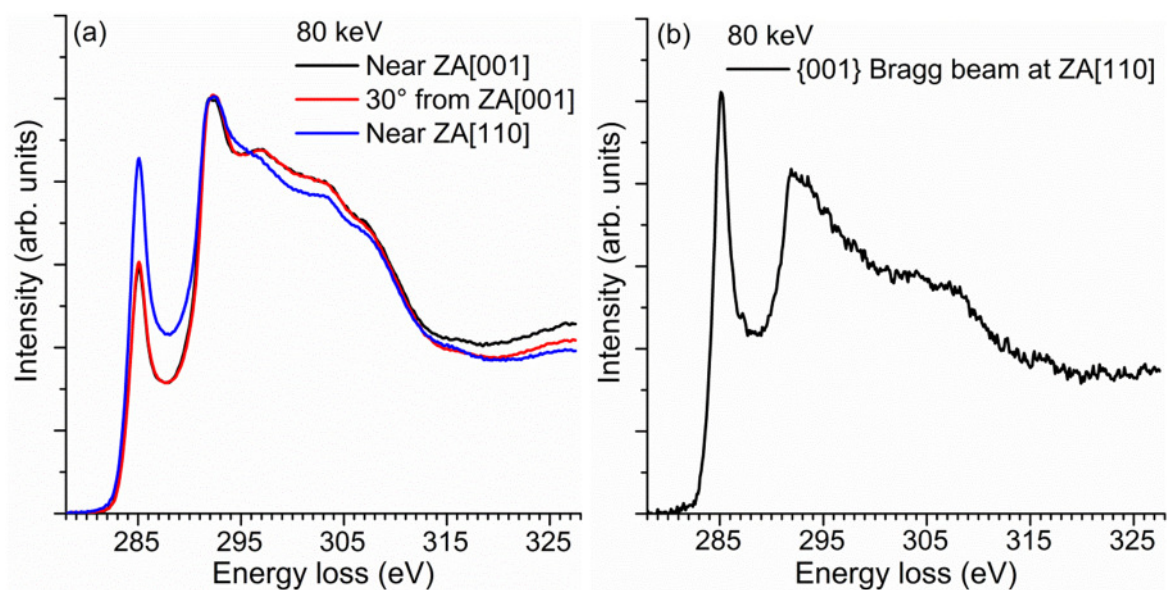 (a)
80 keV
Near ZA[001]
30° from ZA[001]
Near ZA[110]
Intensity (arb. units)
285 295 305 315 325
Energy loss (eV)
(b)
80 keV
{001} Bragg beam at ZA[110]
Intensity (arb. units)
285 295 305 315 325
Energy loss (eV)